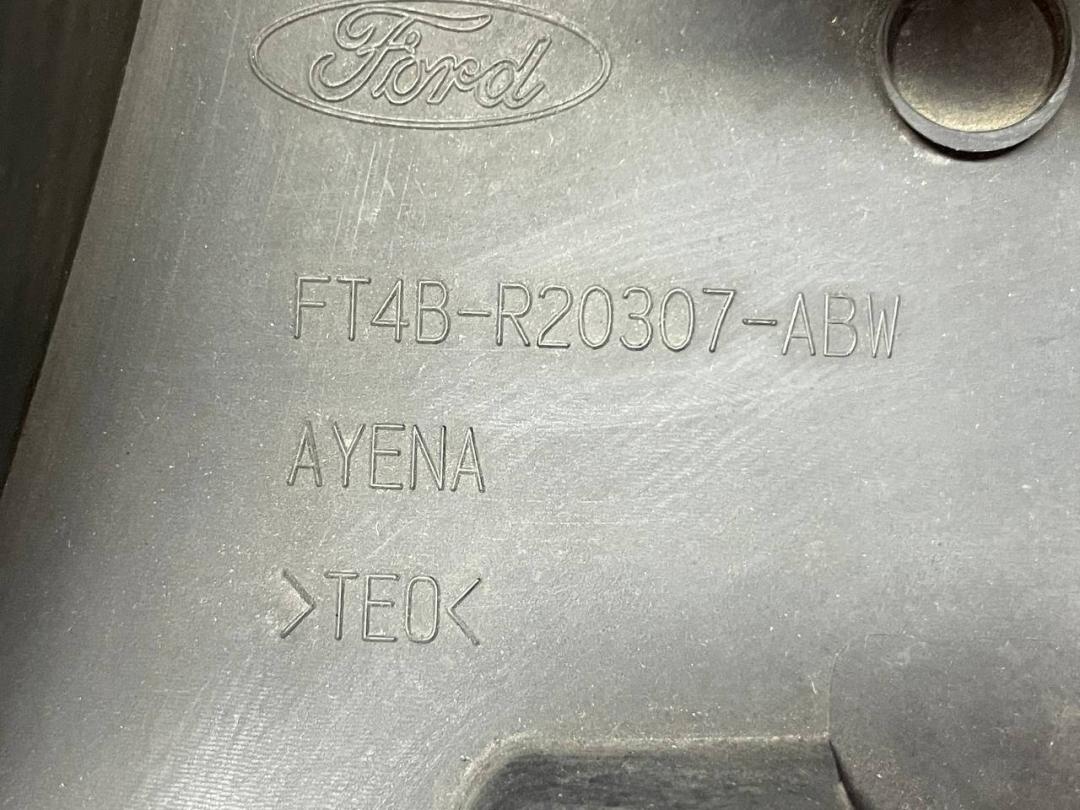 Ford
FT4B-R20307-ABW
AYENA
>TEO<